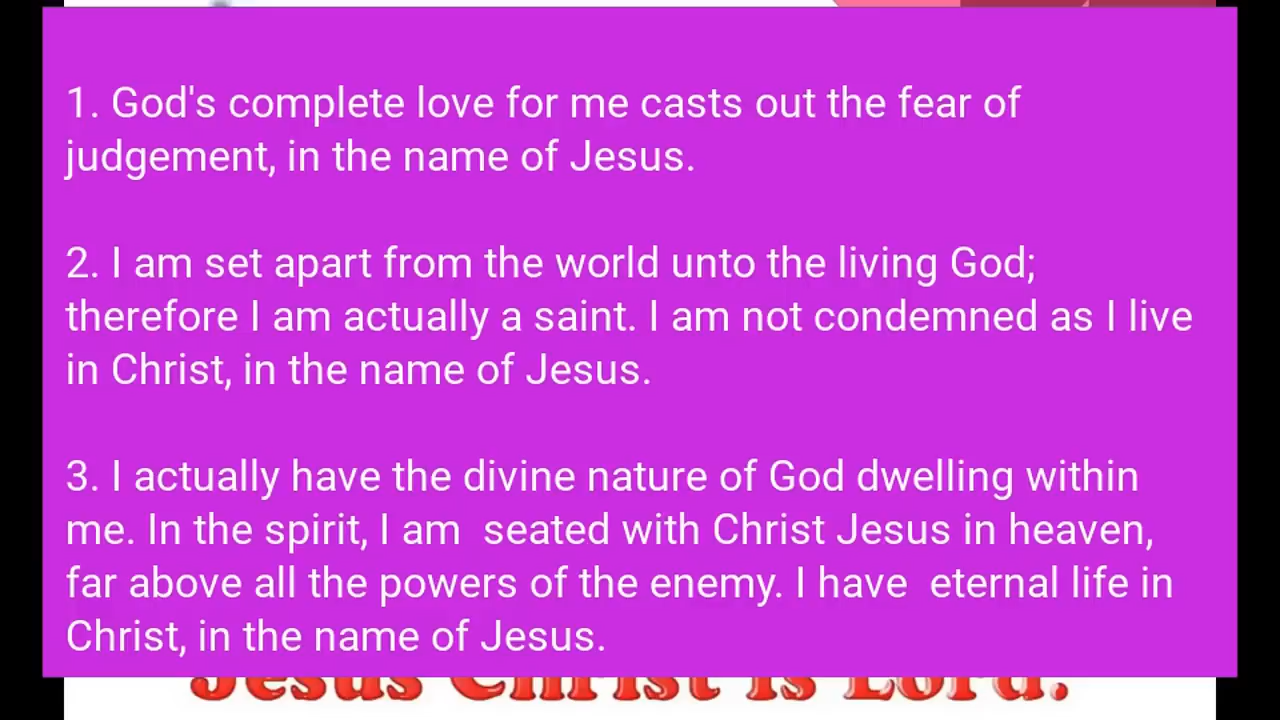 1. God's complete love for me casts out the fear of
judgement, in the name of Jesus.
2. I am set apart from the world unto the living God;
therefore I am actually a saint. I am not condemned as I live
in Christ, in the name of Jesus.
3. I actually have the divine nature of God dwelling within
me. In the spirit, I am  seated with Christ Jesus in heaven,
far above all the powers of the enemy. I have  eternal life in
Christ, in the name of Jesus.
Jesus Christ is Lord.